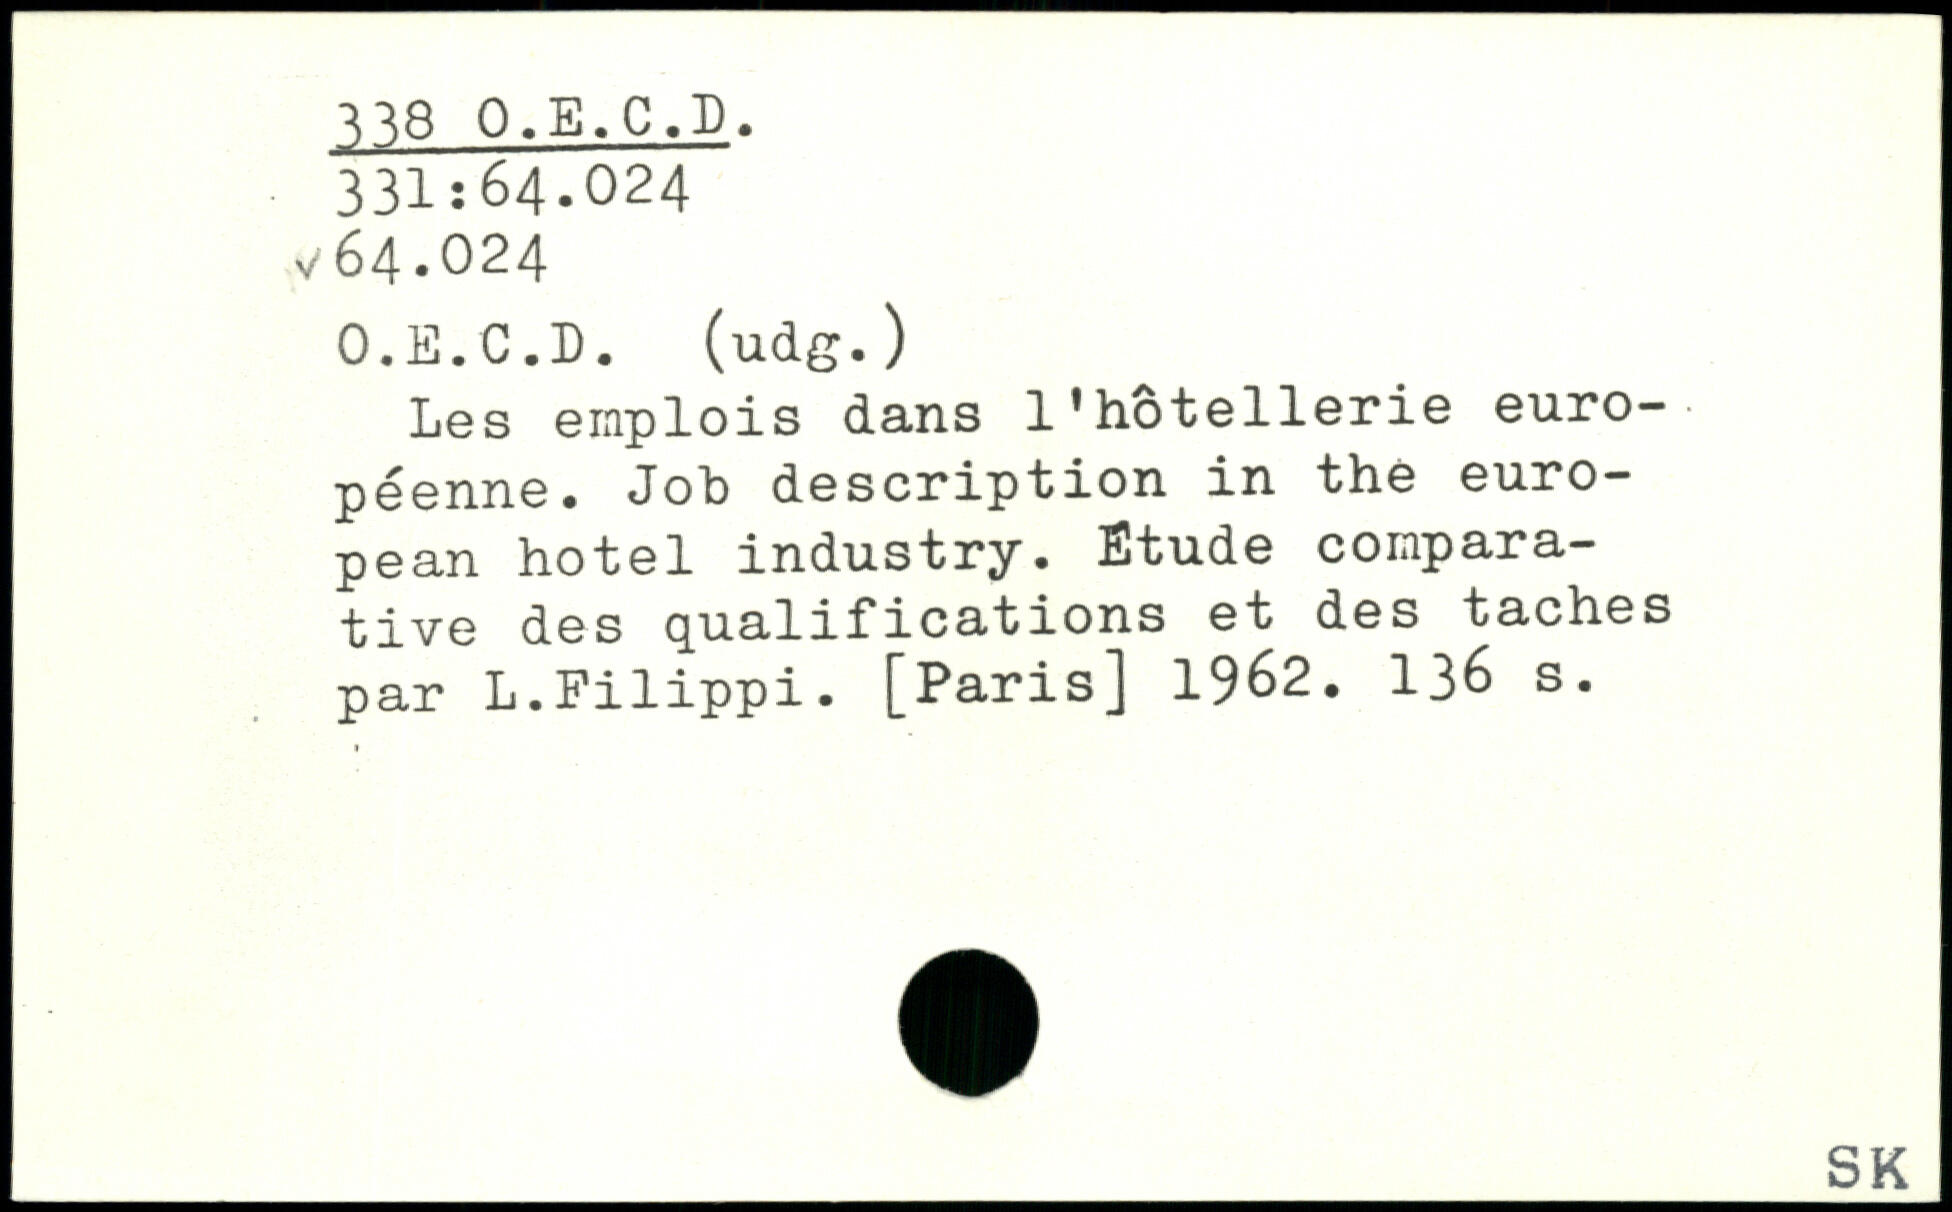 338 O.E.C.D.
331:64.024
v 64.024
O.E.C.D. (udg.)
Les emplois dans l'hôtellerie euro-
péenne. Job description in the euro-
pean hotel industry. Étude compara-
tive des qualifications et des taches
par L.Filippi. [Paris] 1962. 136 s.
SK